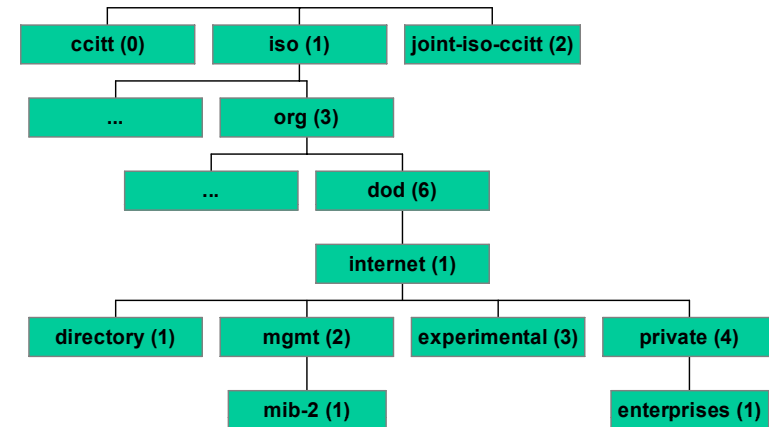 ccitt (0)
iso (1)
joint-iso-ccitt (2)
...
org (3)
...
dod (6)
internet (1)
directory (1)
mgmt (2)
experimental (3)
private (4)
mib-2 (1)
enterprises (1)